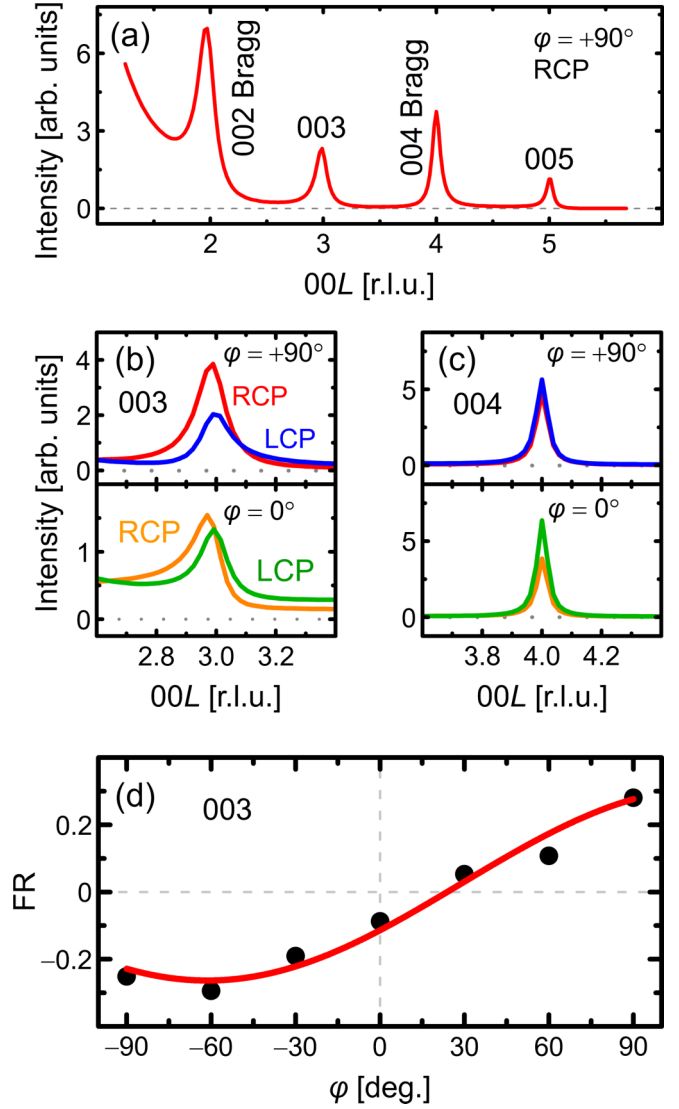 (a)
φ = +90°
RCP
002 Bragg
003
004 Bragg
005
Intensity [arb. units]
6
3
0
2 3 4 5
00L [r.l.u.]
(b)
φ = +90°
003
RCP
LCP
4
2
0
φ = 0°
RCP
LCP
1
0
Intensity [arb. units]
2.8 3.0 3.2
00L [r.l.u.]
(c)
φ = +90°
004
5
0
φ = 0°
5
0
3.8 4.0 4.2
00L [r.l.u.]
(d)
003
FR
0.2
0
−0.2
−90 −60 −30 0 30 60 90
φ [deg.]